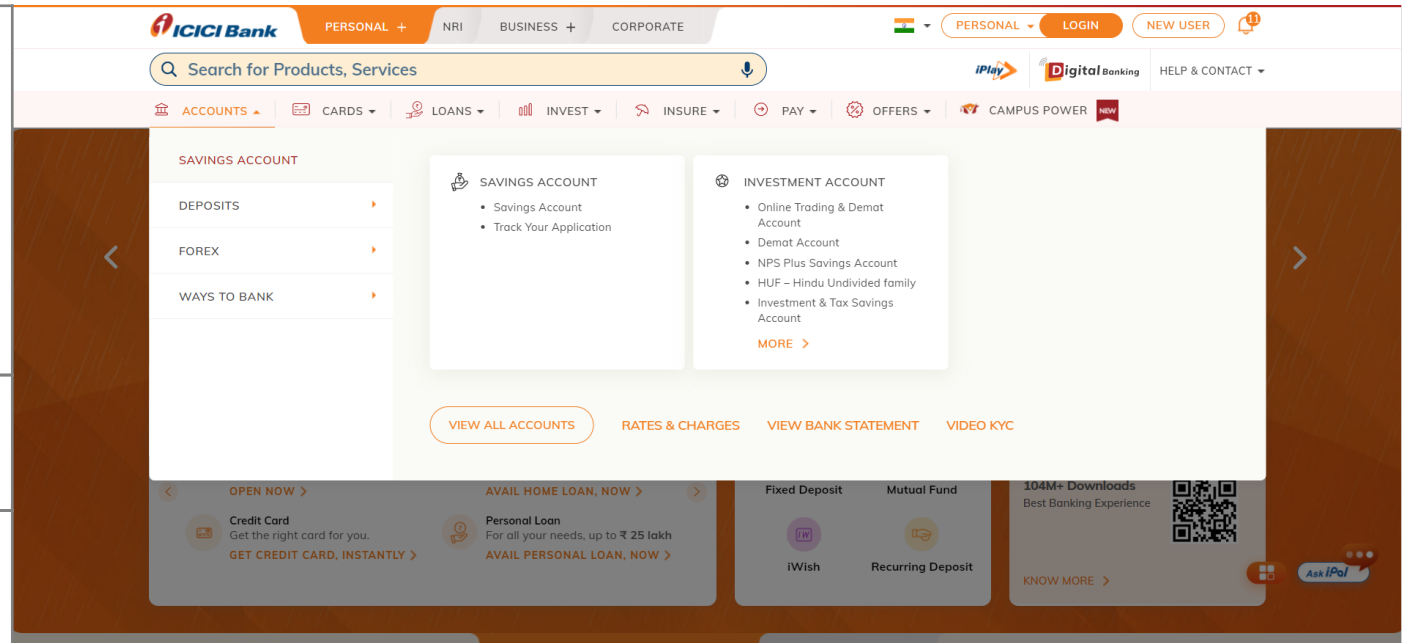 ICICI Bank
PERSONAL +
NRI
BUSINESS +
CORPORATE
PERSONAL
LOGIN
NEW USER
11
Search for Products, Services
iPlay
Digital Banking
HELP & CONTACT
ACCOUNTS
CARDS
LOANS
INVEST
INSURE
PAY
OFFERS
CAMPUS POWER
NEW
SAVINGS ACCOUNT
DEPOSITS
FOREX
WAYS TO BANK
SAVINGS ACCOUNT
• Savings Account
• Track Your Application
INVESTMENT ACCOUNT
• Online Trading & Demat
Account
• Demat Account
• NPS Plus Savings Account
• HUF – Hindu Undivided family
• Investment & Tax Savings
Account
MORE >
VIEW ALL ACCOUNTS
RATES & CHARGES
VIEW BANK STATEMENT
VIDEO KYC
OPEN NOW >
AVAIL HOME LOAN, NOW >
Credit Card
Get the right card for you.
GET CREDIT CARD, INSTANTLY >
Personal Loan
For all your needs, up to ₹ 25 lakh
AVAIL PERSONAL LOAN, NOW >
Fixed Deposit
Mutual Fund
iW
iWish
Recurring Deposit
104M+ Downloads
Best Banking Experience
KNOW MORE >
Ask iPal